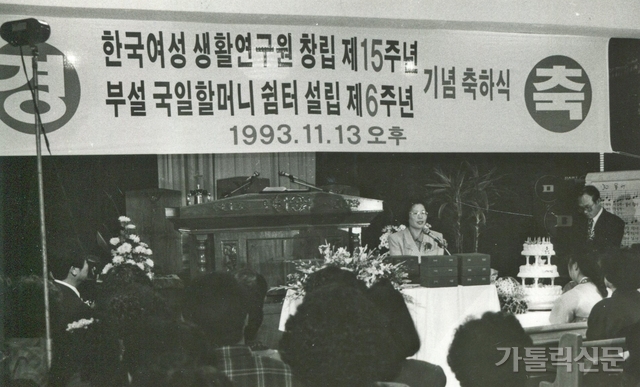 경
한국여성 생활연구원 창립 제15주년
부설 국일할머니 쉼터 설립 제6주년
기념 축하식
축
1993.11.13 오후
가톨릭신문